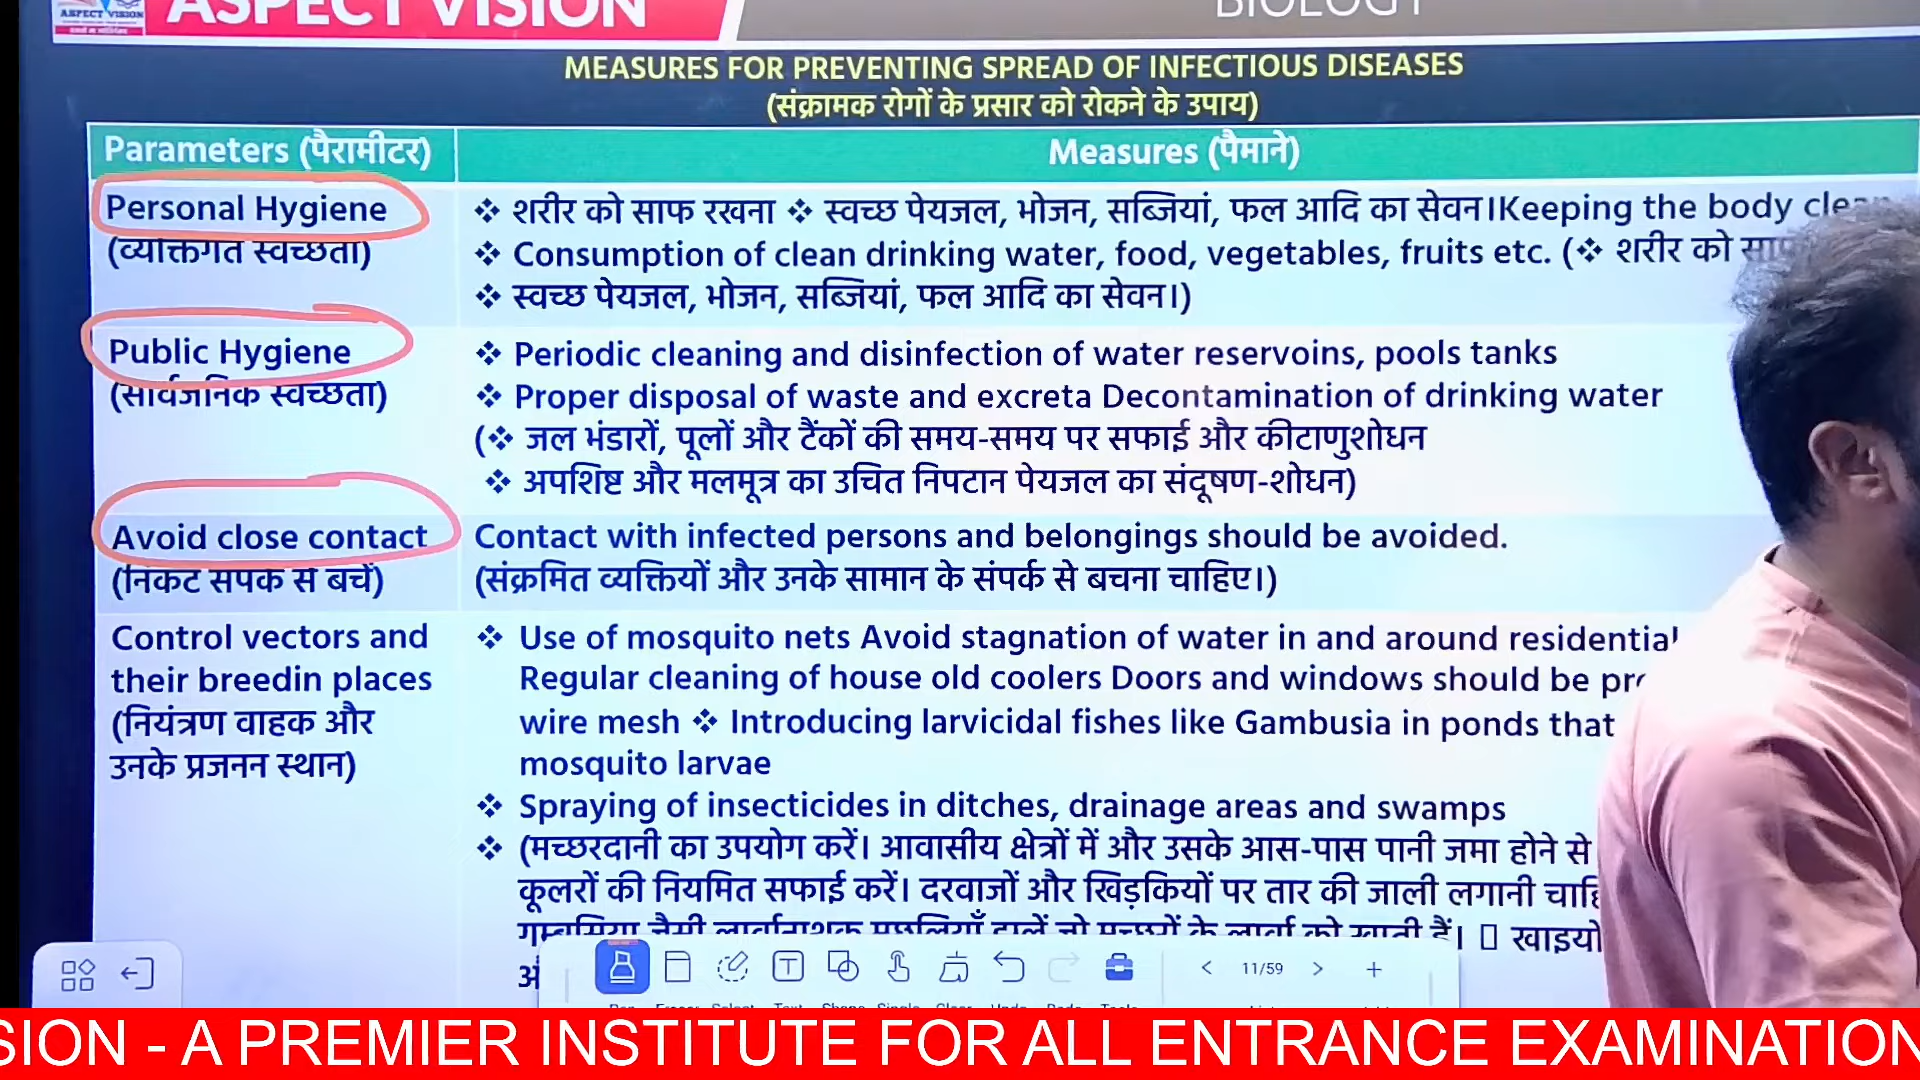 ASPECT VISION
ASPECT VISION
BIOLOGY
MEASURES FOR PREVENTING SPREAD OF INFECTIOUS DISEASES
(संक्रामक रोगों के प्रसार को रोकने के उपाय)
Parameters (पैरामीटर)
Measures (पैमाने)
Personal Hygiene
(व्यक्तिगत स्वच्छता)
❖ शरीर को साफ रखना ❖ स्वच्छ पेयजल, भोजन, सब्जियां, फल आदि का सेवन।Keeping the body clean
❖ Consumption of clean drinking water, food, vegetables, fruits etc. (❖ शरीर को साफ
❖ स्वच्छ पेयजल, भोजन, सब्जियां, फल आदि का सेवन।)
Public Hygiene
(सार्वजनिक स्वच्छता)
❖ Periodic cleaning and disinfection of water reservoins, pools tanks
❖ Proper disposal of waste and excreta Decontamination of drinking water
(❖ जल भंडारों, पूलों और टैंकों की समय-समय पर सफाई और कीटाणुशोधन
❖ अपशिष्ट और मलमूत्र का उचित निपटान पेयजल का संदूषण-शोधन)
Avoid close contact
(निकट संपर्क से बचें)
Contact with infected persons and belongings should be avoided.
(संक्रमित व्यक्तियों और उनके सामान के संपर्क से बचना चाहिए।)
Control vectors and
their breedin places
(नियंत्रण वाहक और
उनके प्रजनन स्थान)
❖ Use of mosquito nets Avoid stagnation of water in and around residential
Regular cleaning of house old coolers Doors and windows should be
wire mesh ❖ Introducing larvicidal fishes like Gambusia in ponds that
mosquito larvae
❖ Spraying of insecticides in ditches, drainage areas and swamps
❖ (मच्छरदानी का उपयोग करें। आवासीय क्षेत्रों में और उसके आस-पास पानी जमा होने से
कूलरों की नियमित सफाई करें। दरवाजों और खिड़कियों पर तार की जाली लगानी
गम्बूसिया जैसी लार्वानाशक मछलियाँ डालें जो मच्छरों के लार्वा को खाती हैं।
11/59
SION - A PREMIER INSTITUTE FOR ALL ENTRANCE EXAMINATION